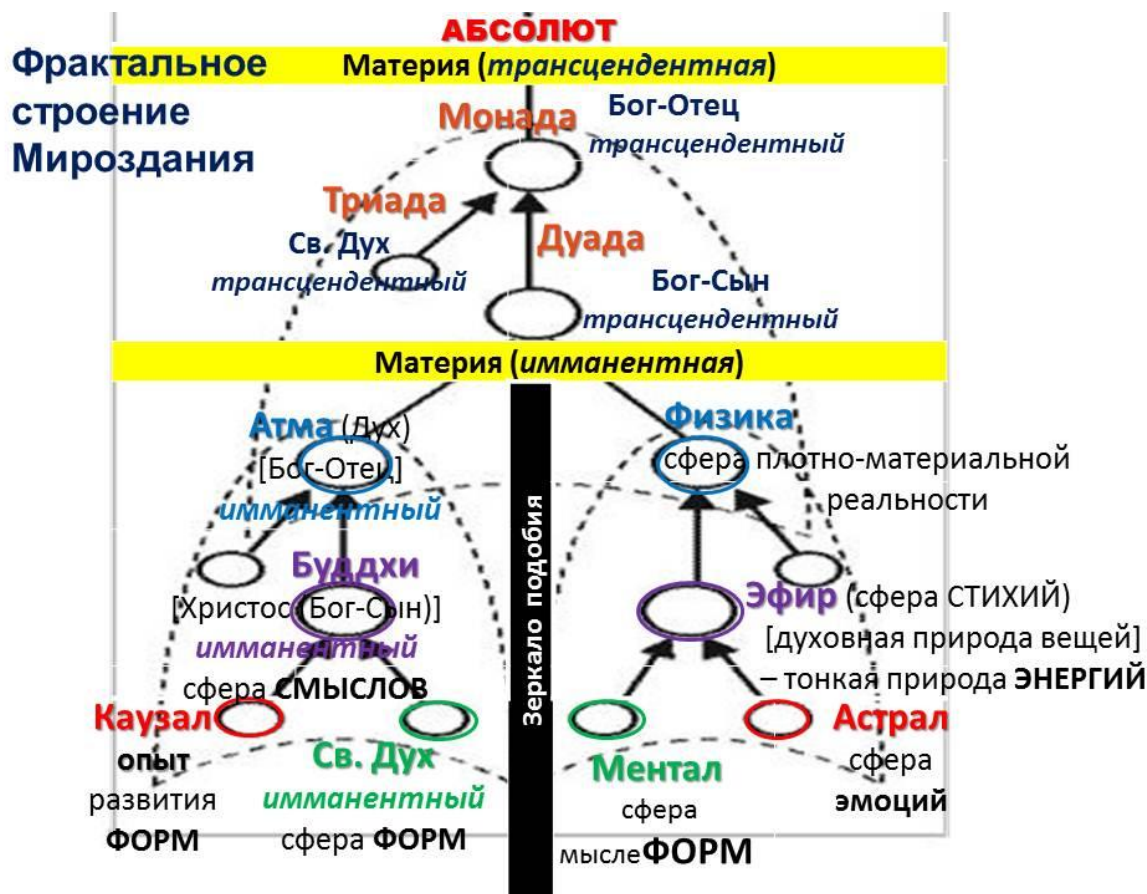 АБСОЛЮТ
Фрактальное
строение
Мироздания
Материя (трансцендентная)
Монада
Бог-Отец
трансцендентный
Триада
Св. Дух
трансцендентный
Дуада
Бог-Сын
трансцендентный
Материя (имманентная)
Атма (Дух)
[Бог-Отец]
имманентный
Буддхи
[Христос (Бог-Сын)]
имманентный
сфера СМЫСЛОВ
Каузал
опыт
развития
ФОРМ
Св. Дух
имманентный
сфера ФОРМ
Зеркало подобия
Физика
сфера плотно-материальной
реальности
Эфир (сфера СТИХИЙ)
[духовная природа вещей]
– тонкая природа ЭНЕРГИЙ
Ментал
сфера
мыслеФОРМ
Астрал
сфера
эмоций